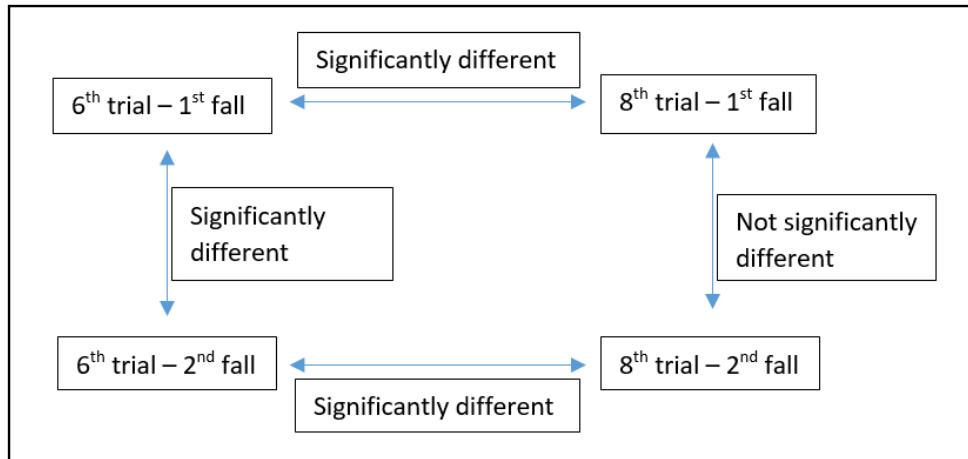 Significantly different
6th trial – 1st fall
8th trial – 1st fall
Significantly
different
Not significantly
different
6th trial – 2nd fall
8th trial – 2nd fall
Significantly different